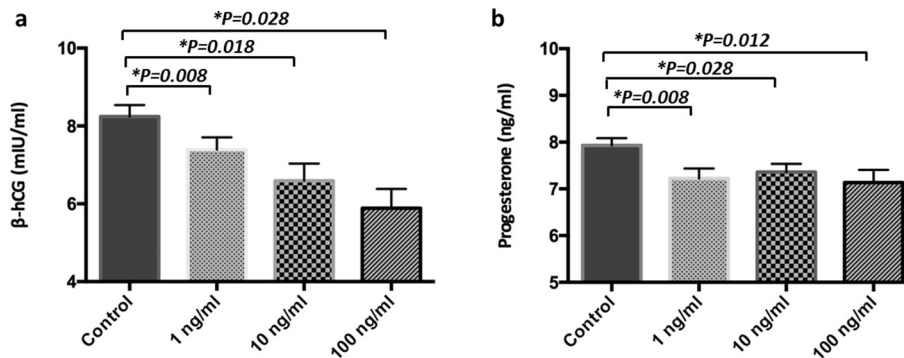 a
*P=0.028
*P=0.018
*P=0.008
10
8
6
4
β-hCG (mIU/ml)
Control
1 ng/ml
10 ng/ml
100 ng/ml
b
*P=0.012
*P=0.028
*P=0.008
10
9
8
7
6
5
Progesterone (ng/ml)
Control
1 ng/ml
10 ng/ml
100 ng/ml